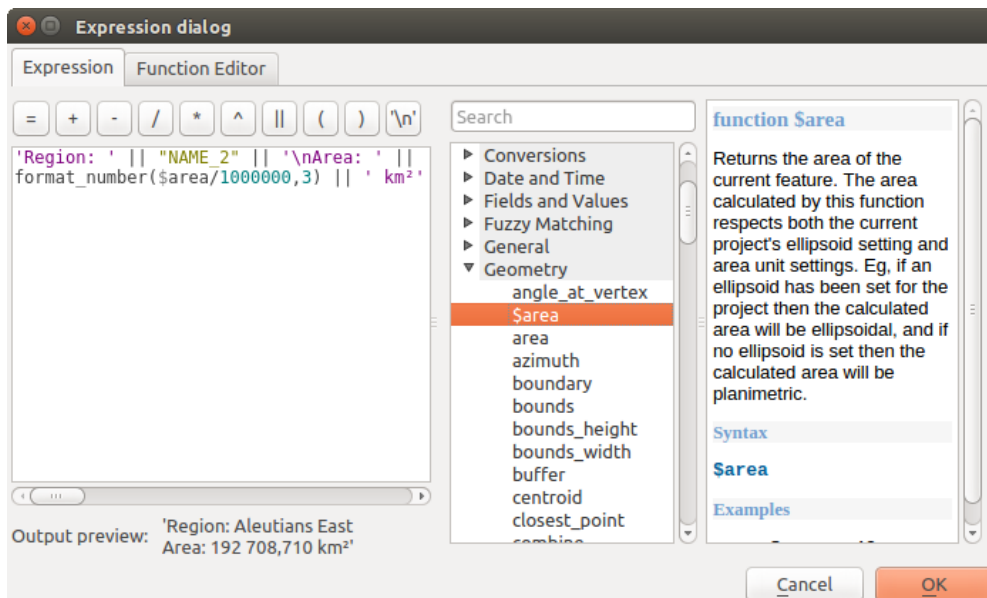 Expression dialog
Expression
Function Editor
= + - / * ^ || ( ) '\n'
'Region: ' || "NAME_2" || '\nArea: ' ||
format_number($area/1000000,3) || ' km²'
Output preview:
'Region: Aleutians East
Area: 192 708,710 km²'
Search
Conversions
Date and Time
Fields and Values
Fuzzy Matching
General
Geometry
angle_at_vertex
$area
area
azimuth
boundary
bounds
bounds_height
bounds_width
buffer
centroid
closest_point
function $area
Returns the area of the
current feature. The area
calculated by this function
respects both the current
project's ellipsoid setting and
area unit settings. Eg, if an
ellipsoid has been set for the
project then the calculated
area will be ellipsoidal, and if
no ellipsoid is set then the
calculated area will be
planimetric.
Syntax
$area
Examples
Cancel
OK